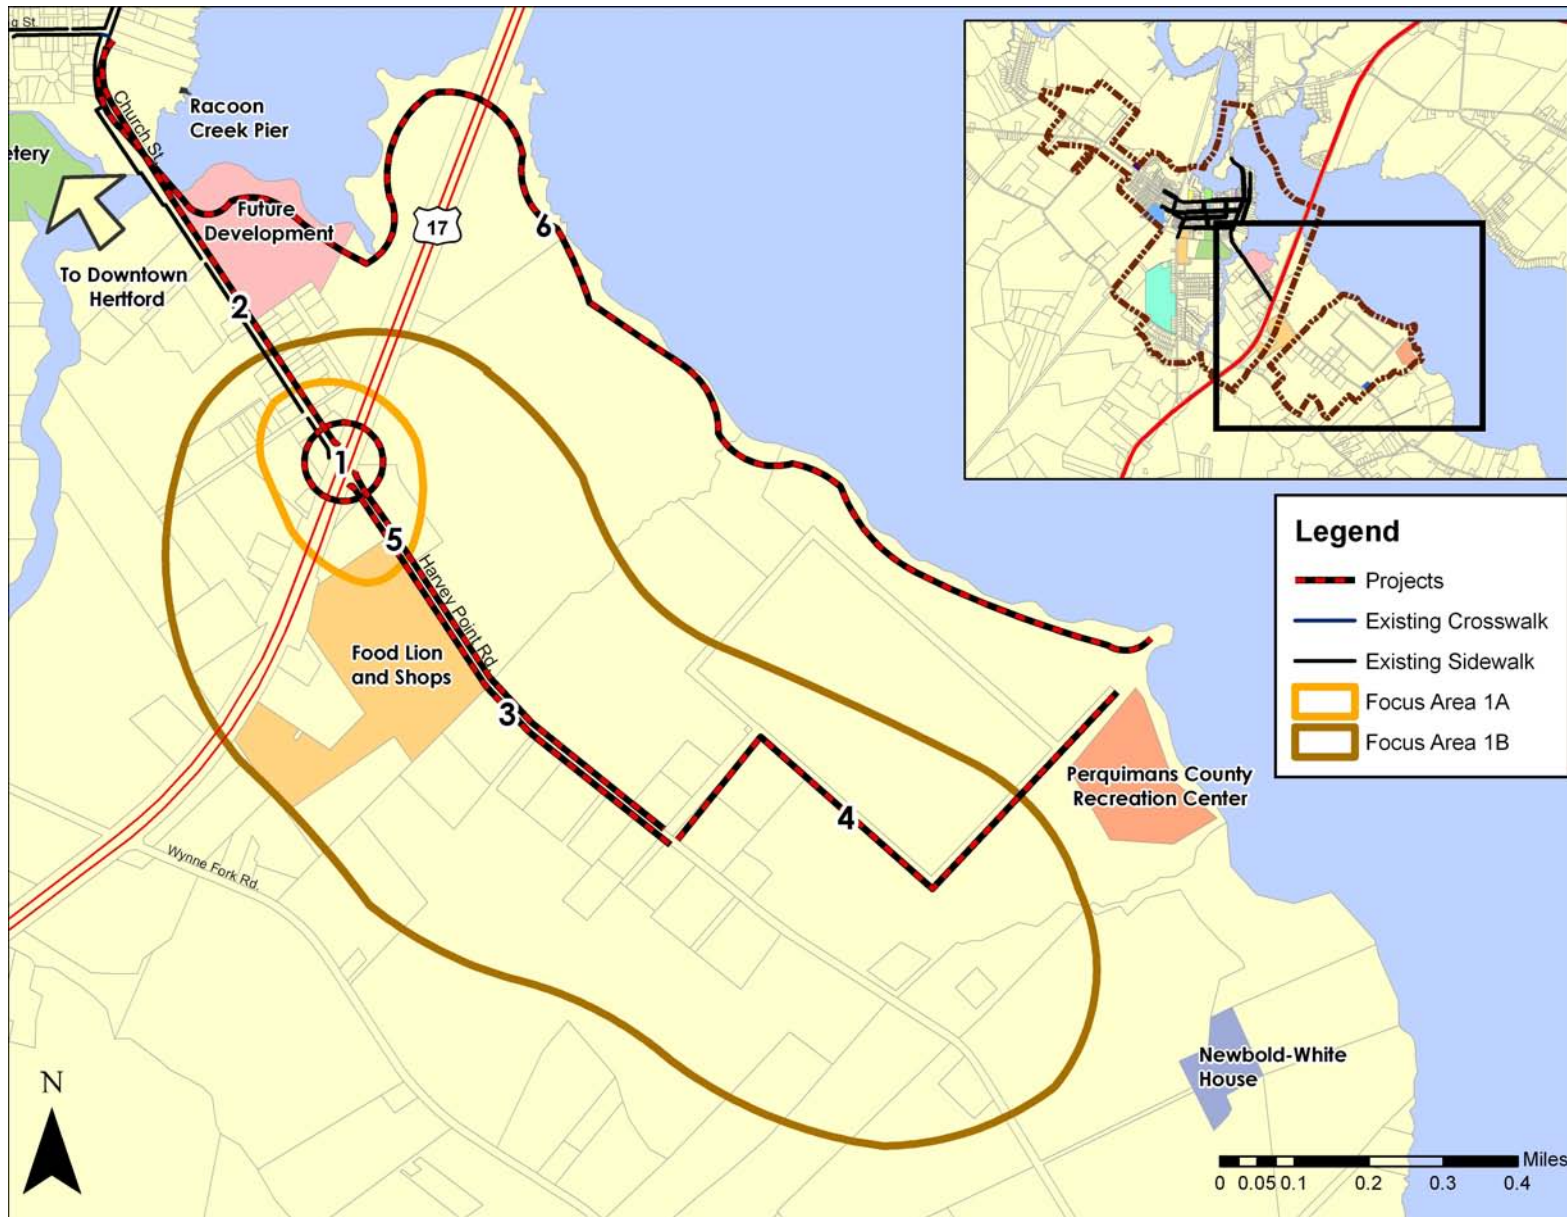 g St.
Racoon
Creek Pier
Church St.
etery
Future
Development
17
6
To Downtown
Hertford
2
1
5
Harvey Point Rd.
Food Lion
and Shops
3
4
Perquimans County
Recreation Center
Wynne Fork Rd.
Newbold-White
House
N
Legend
Projects
Existing Crosswalk
Existing Sidewalk
Focus Area 1A
Focus Area 1B
Miles
0 0.05 0.1 0.2 0.3 0.4